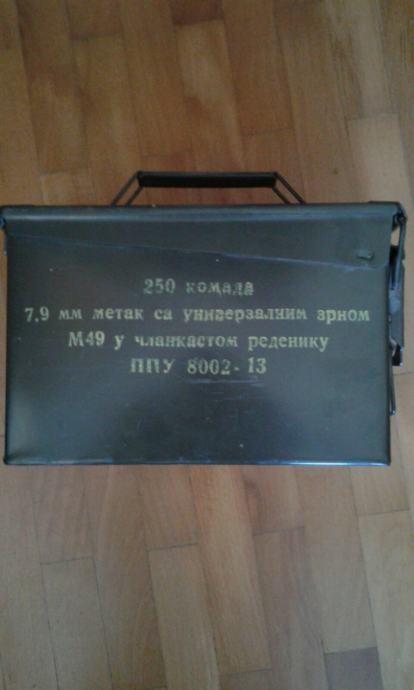 250 комада
7,9 мм метак са универзалним зрном
М49 у чланкастом реденику
ППУ 8002-13